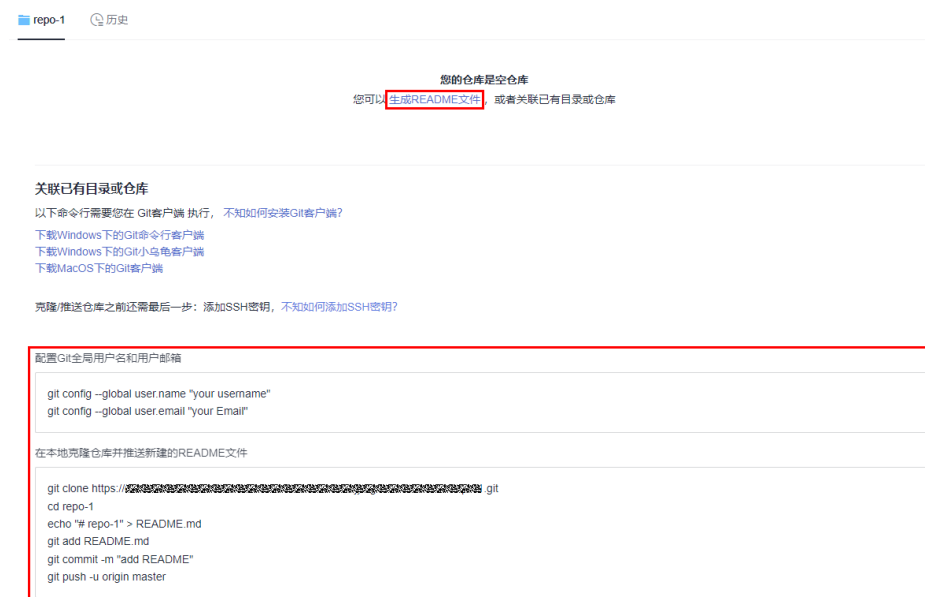 repo-1 历史
您的仓库是空仓库
您可以 生成README文件 ，或者关联已有目录或仓库
关联已有目录或仓库
以下命令行需要您在 Git客户端 执行， 不知如何安装Git客户端？
下载Windows下的Git命令行客户端
下载Windows下的Git小乌龟客户端
下载MacOS下的Git客户端
克隆/推送仓库之前还需最后一步：添加SSH密钥，不知如何添加SSH密钥？
配置Git全局用户名和用户邮箱
git config --global user.name "your username"
git config --global user.email "your Email"
在本地克隆仓库并推送新建的README文件
git clone https:// .git
cd repo-1
echo "# repo-1" > README.md
git add README.md
git commit -m "add README"
git push -u origin master